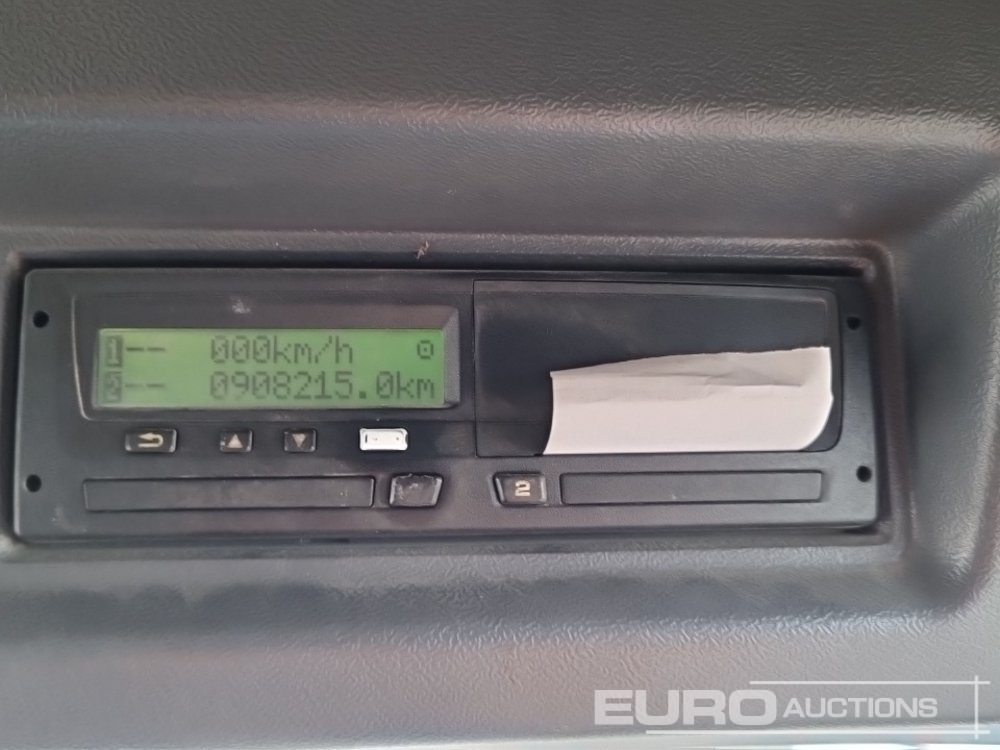 1 -- 000km/h
2 -- 0908215.0km
2
EURO AUCTIONS